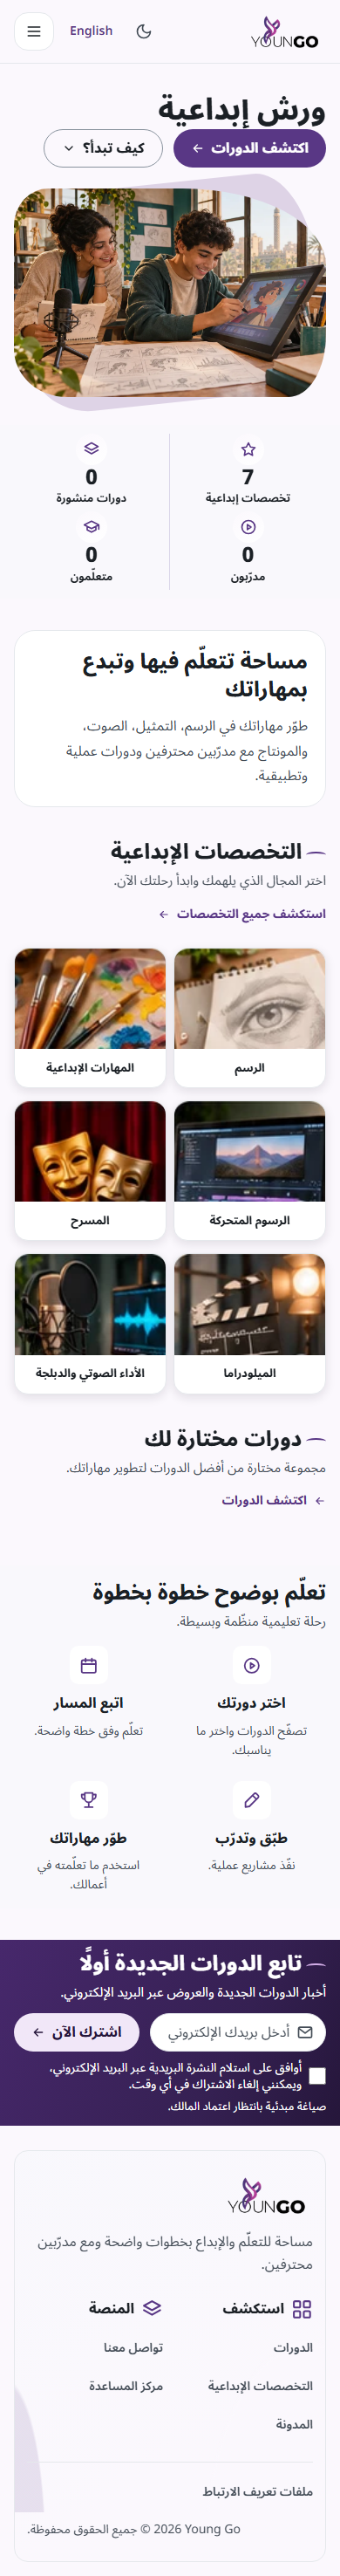 YOUNGO
English
ورش إبداعية
اكتشف الدورات
كيف تبدأ؟
7
تخصصات إبداعية
0
دورات منشورة
0
مدرّبون
0
متعلّمون
مساحة تتعلّم فيها وتبدع
بمهاراتك
طوّر مهاراتك في الرسم، التمثيل، الصوت،
والمونتاج مع مدرّبين محترفين ودورات عملية
وتطبيقية.
التخصصات الإبداعية
اختر المجال الذي يلهمك وابدأ رحلتك الآن.
استكشف جميع التخصصات
الرسم
المهارات الإبداعية
الرسوم المتحركة
المسرح
الميلودراما
الأداء الصوتي والدبلجة
دورات مختارة لك
مجموعة مختارة من أفضل الدورات لتطوير مهاراتك.
اكتشف الدورات
تعلّم بوضوح خطوة بخطوة
رحلة تعليمية منظّمة وبسيطة.
اختر دورتك
تصفّح الدورات واختر ما
يناسبك.
اتبع المسار
تعلّم وفق خطة واضحة.
طبّق وتدرّب
نفّذ مشاريع عملية.
طوّر مهاراتك
استخدم ما تعلّمته في
أعمالك.
تابع الدورات الجديدة أولًا
أخبار الدورات الجديدة والعروض عبر البريد الإلكتروني.
أدخل بريدك الإلكتروني
اشترك الآن
أوافق على استلام النشرة البريدية عبر البريد الإلكتروني،
ويمكنني إلغاء الاشتراك في أي وقت.
صياغة مبدئية بانتظار اعتماد المالك.
YOUNGO
مساحة للتعلّم والإبداع بخطوات واضحة ومع مدرّبين
محترفين.
استكشف
الدورات
التخصصات الإبداعية
المدونة
المنصة
تواصل معنا
مركز المساعدة
ملفات تعريف الارتباط
Young Go 2026 © جميع الحقوق محفوظة.